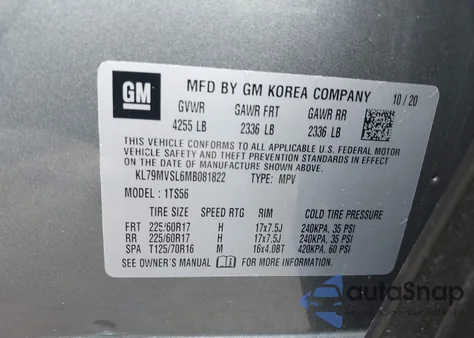 GM
MFD BY GM KOREA COMPANY 10/20
GVWR GAWR FRT GAWR RR
4255 LB 2336 LB 2336 LB
THIS VEHICLE CONFORMS TO ALL APPLICABLE
U.S. FEDERAL MOTOR VEHICLE SAFETY, BUMPER, AND THEFT
PREVENTION STANDARDS IN EFFECT ON THE DATE OF
MANUFACTURE SHOWN ABOVE.
KL79MVSL6MB081822 TYPE: MPV
MODEL: 1TS56
TIRE SIZE SPEED RTG RIM COLD TIRE PRESSURE
FRT 225/60R17 H 17x7.5J 240KPA, 35 PSI
RR 225/60R17 H 17x7.5J 240KPA, 35 PSI
SPA T125/70R16 M 16x4.0BT 420KPA, 60 PSI
SEE OWNER'S MANUAL FOR MORE INFORMATION.
autoSnap